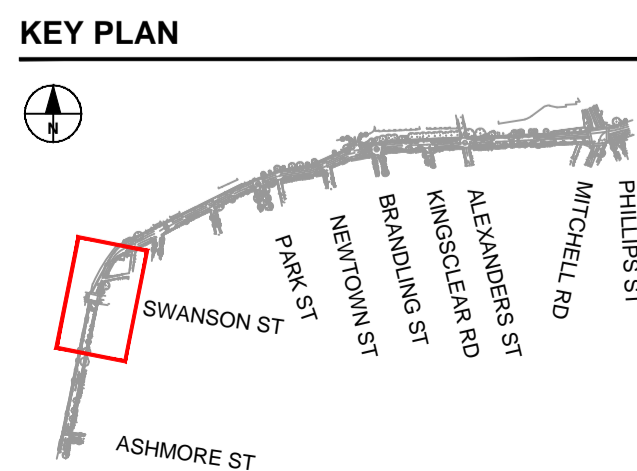 KEY PLAN
N
PARK ST
NEWTOWN ST
BRANDLING ST
KINGSCLEAR RD
ALEXANDERS ST
MITCHELL RD
PHILLIPS ST
SWANSON ST
ASHMORE ST